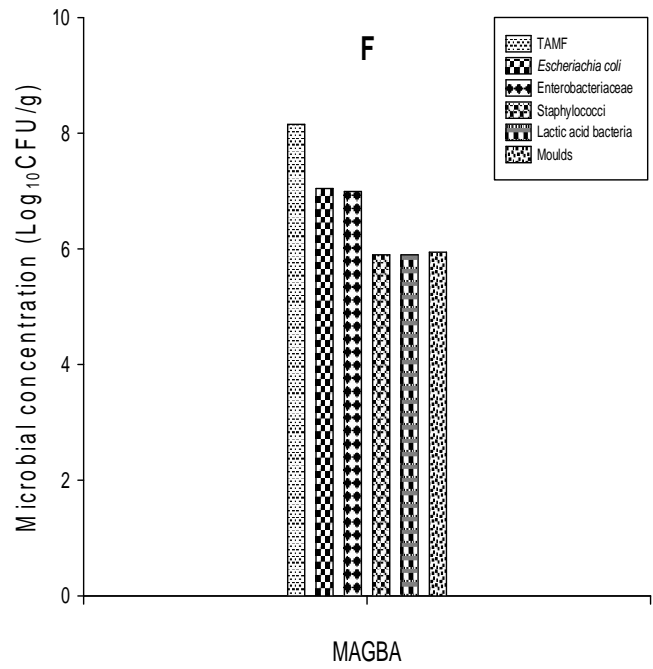 F
TAMF
Escheriachia coli
Enterobacteriaceae
Staphylococci
Lactic acid bacteria
Moulds
Microbial concentration (Log₁₀CFU/g)
10
8
6
4
2
0
MAGBA